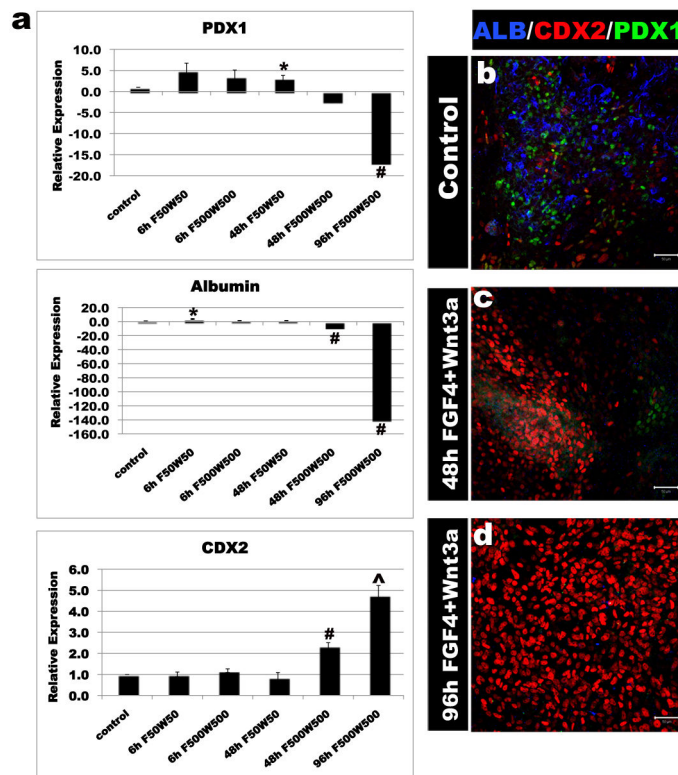 a
PDX1
Relative Expression
10.0
5.0
0.0
-5.0
-10.0
-15.0
-20.0
*
#
control
6h F50W50
6h F500W500
48h F50W50
48h F500W500
96h F500W500
Albumin
Relative Expression
20.0
0.0
-20.0
-40.0
-60.0
-80.0
-100.0
-120.0
-140.0
-160.0
*
#
#
control
6h F50W50
6h F500W500
48h F50W50
48h F500W500
96h F500W500
CDX2
Relative Expression
6.0
5.0
4.0
3.0
2.0
1.0
0.0
#
^
control
6h F50W50
6h F500W500
48h F50W50
48h F500W500
96h F500W500
ALB/CDX2/PDX1
b
Control
c
48h FGF4+Wnt3a
d
96h FGF4+Wnt3a